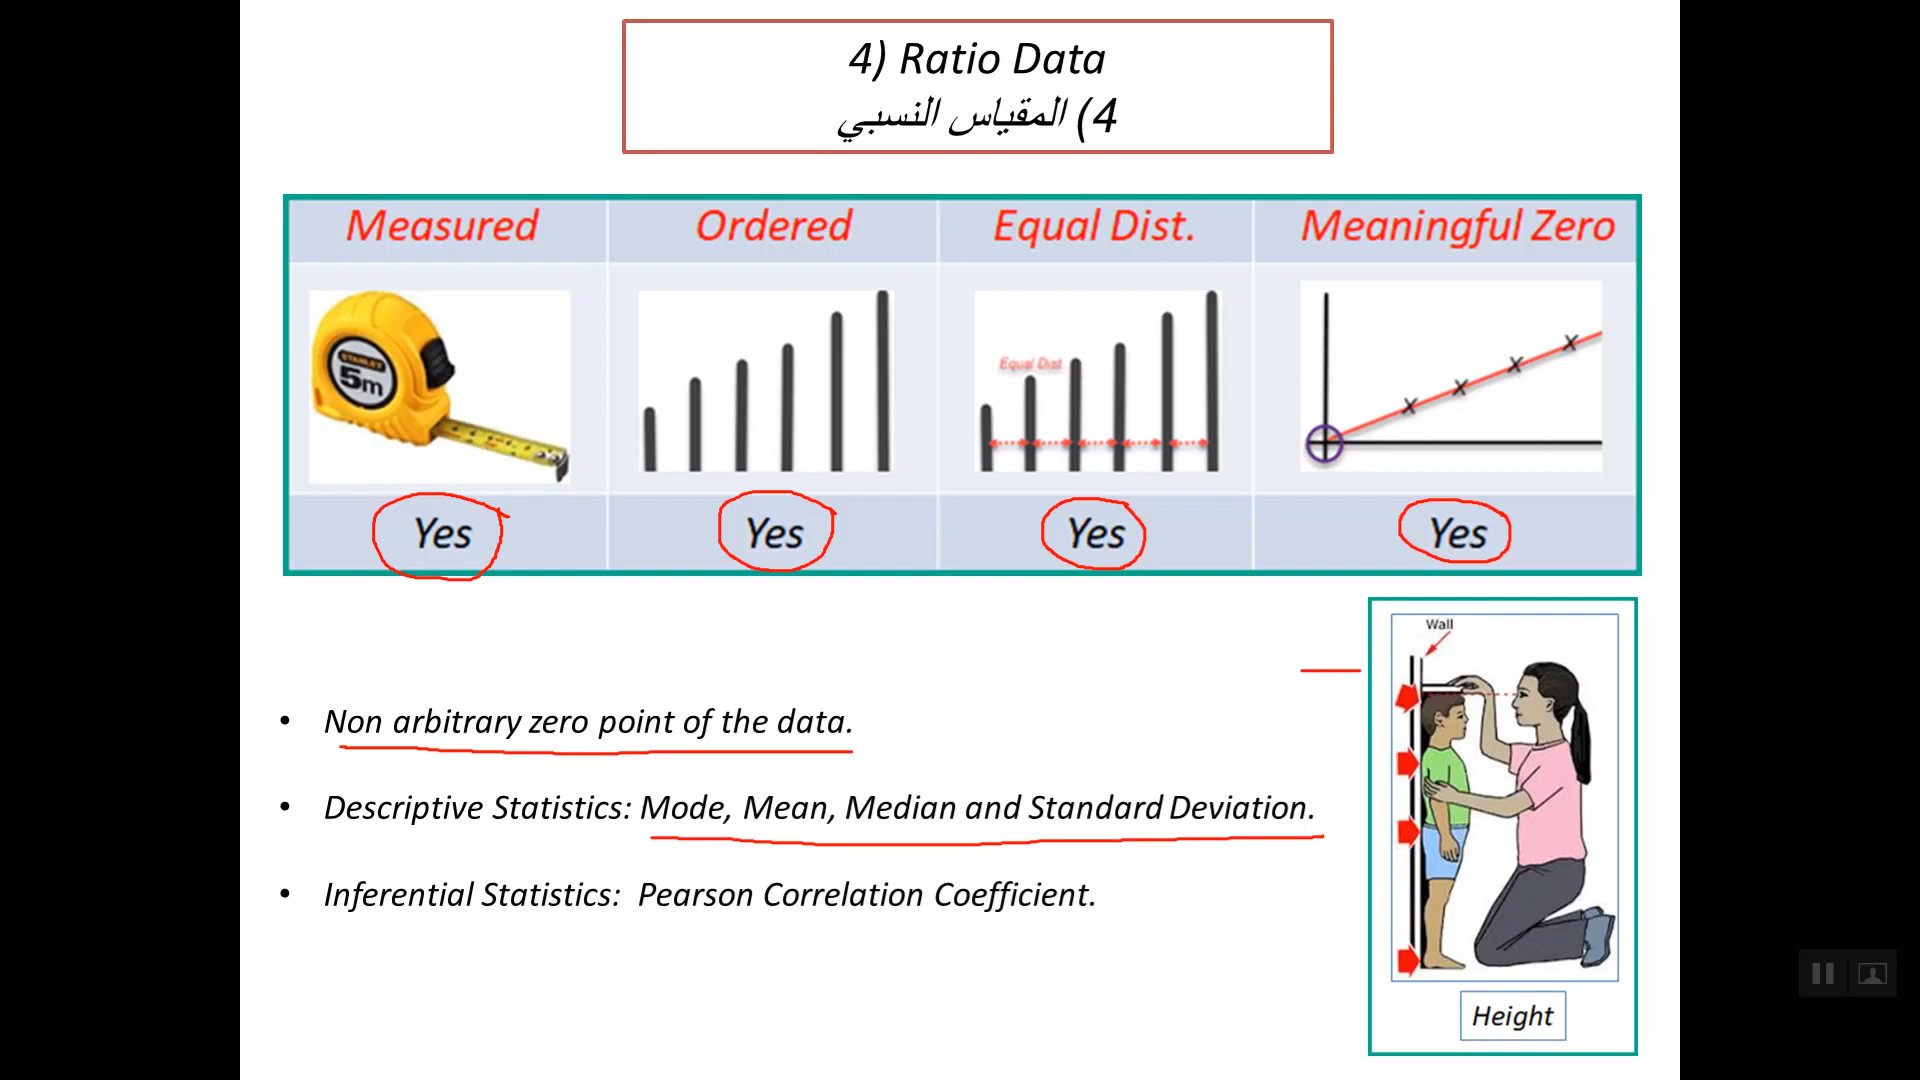 4) Ratio Data
4) المقياس النسبي
Measured Ordered Equal Dist. Meaningful Zero
STANLEY
5m
Equal Dist
Yes Yes Yes Yes
Wall
• Non arbitrary zero point of the data.
• Descriptive Statistics: Mode, Mean, Median and Standard Deviation.
• Inferential Statistics: Pearson Correlation Coefficient.
Height